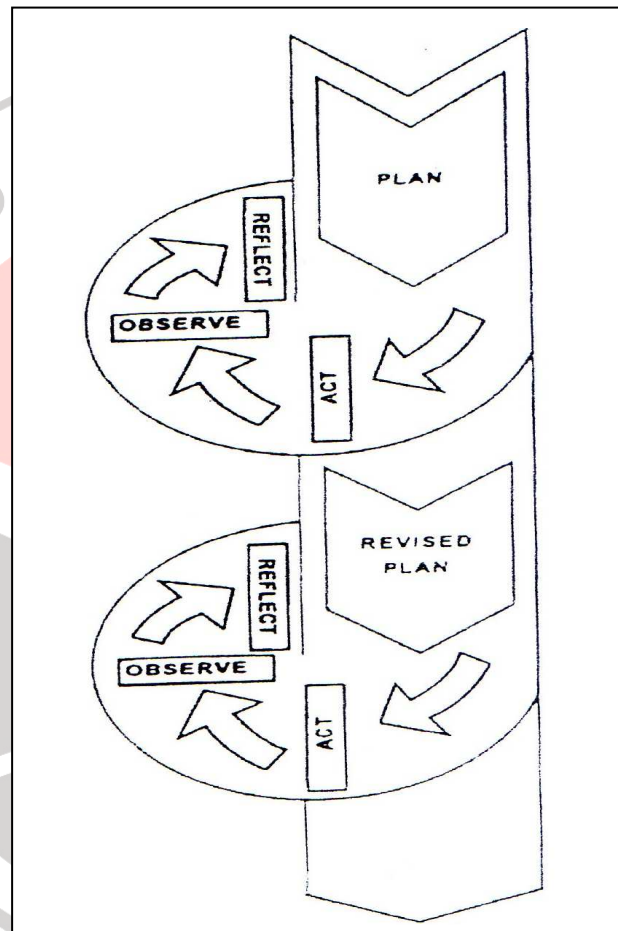 PLAN
REFLECT
OBSERVE
ACT
REVISED
PLAN
REFLECT
OBSERVE
ACT